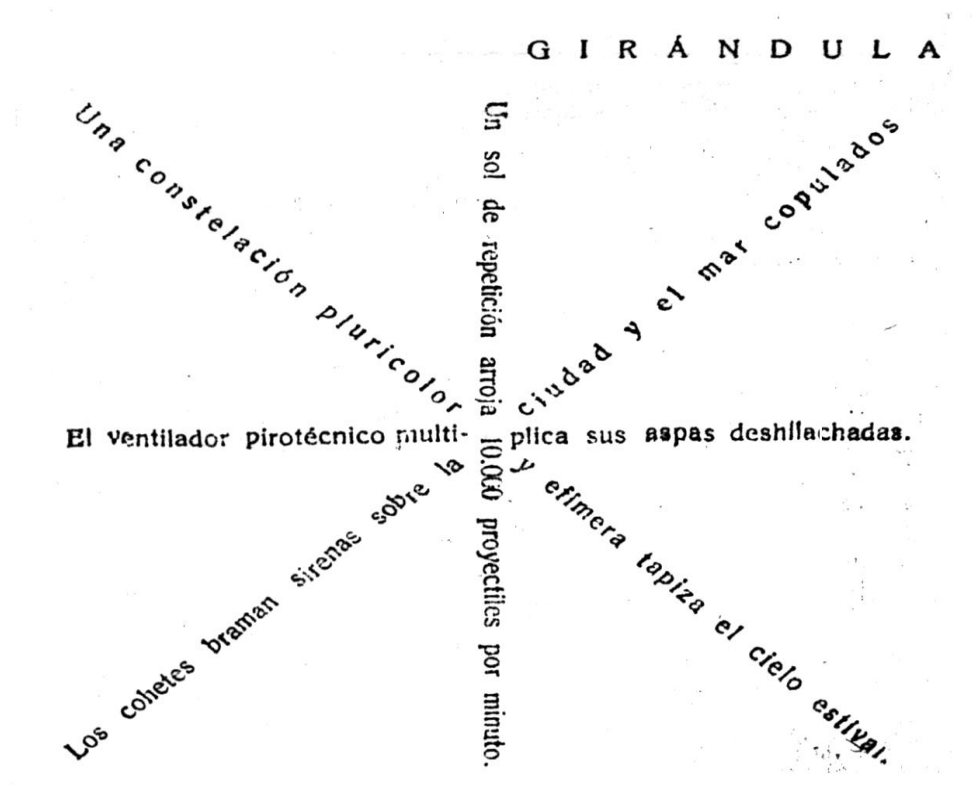 GIRÁNDULA
Una constelación pluricolor y efímera tapiza el cielo estival.
Un sol de repetición arroja 10.000 proyectiles por minuto.
Los cohetes braman sirenas sobre la ciudad y el mar copulados
El ventilador pirotécnico multi- plica sus aspas deshilachadas.